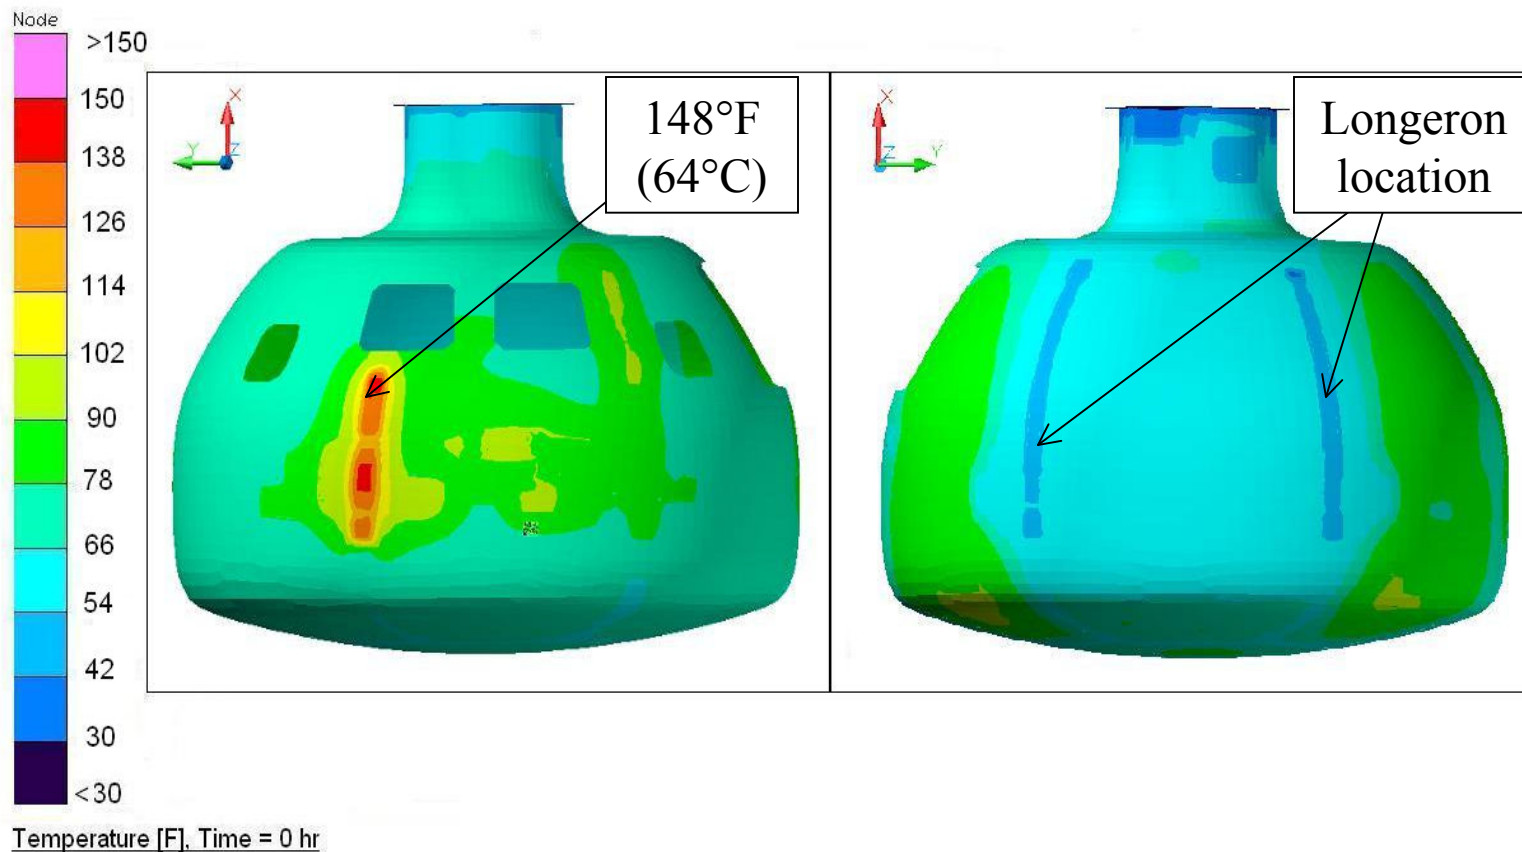 Node
>150
150
138
126
114
102
90
78
66
54
42
30
<30
Temperature [F], Time = 0 hr
X
Y
Z
148°F
(64°C)
X
Y
Z
Longeron
location